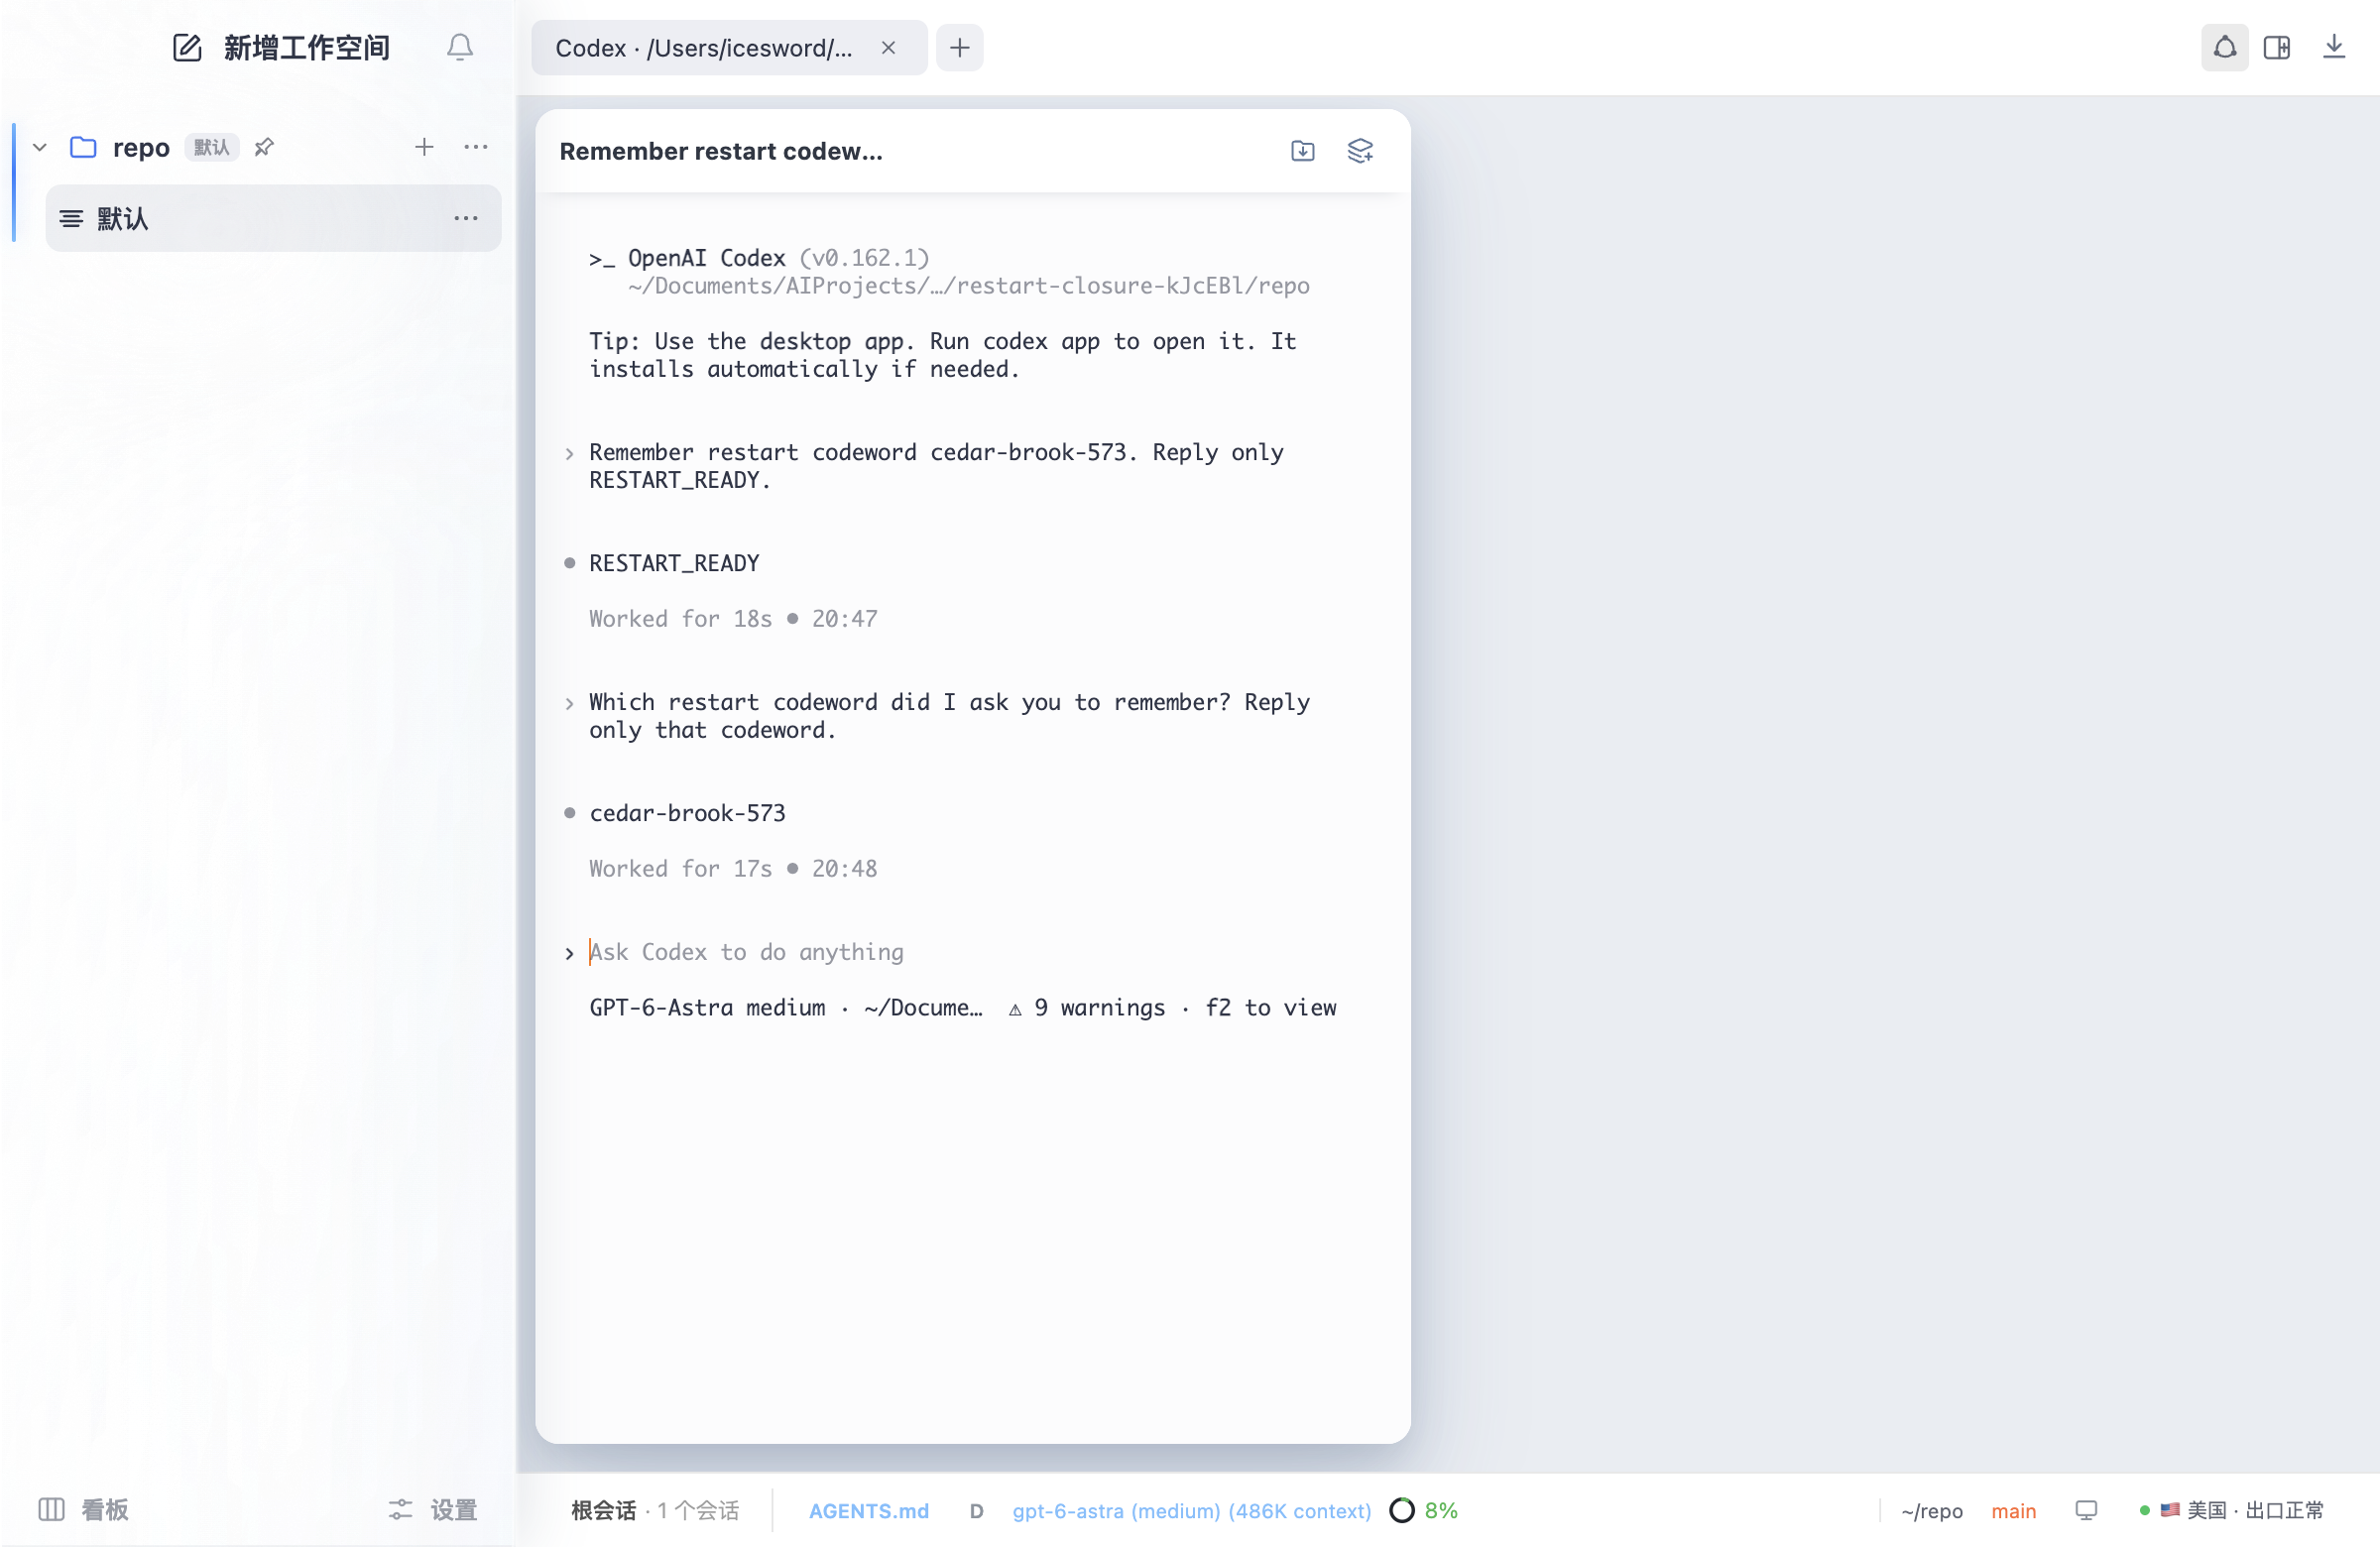 新增工作空间
Codex · /Users/icesword/...
repo 默认
默认
Remember restart codew...
>_ OpenAI Codex (v0.162.1)
~/Documents/AIProjects/…/restart-closure-kJcEBl/repo
Tip: Use the desktop app. Run codex app to open it. It
installs automatically if needed.
› Remember restart codeword cedar-brook-573. Reply only
RESTART_READY.
• RESTART_READY
Worked for 18s • 20:47
› Which restart codeword did I ask you to remember? Reply
only that codeword.
• cedar-brook-573
Worked for 17s • 20:48
› Ask Codex to do anything
GPT-6-Astra medium · ~/Docume… ⚠ 9 warnings · f2 to view
看板
设置
根会话 · 1 个会话
AGENTS.md
D
gpt-6-astra (medium) (486K context)
8%
~/repo
main
美国 · 出口正常